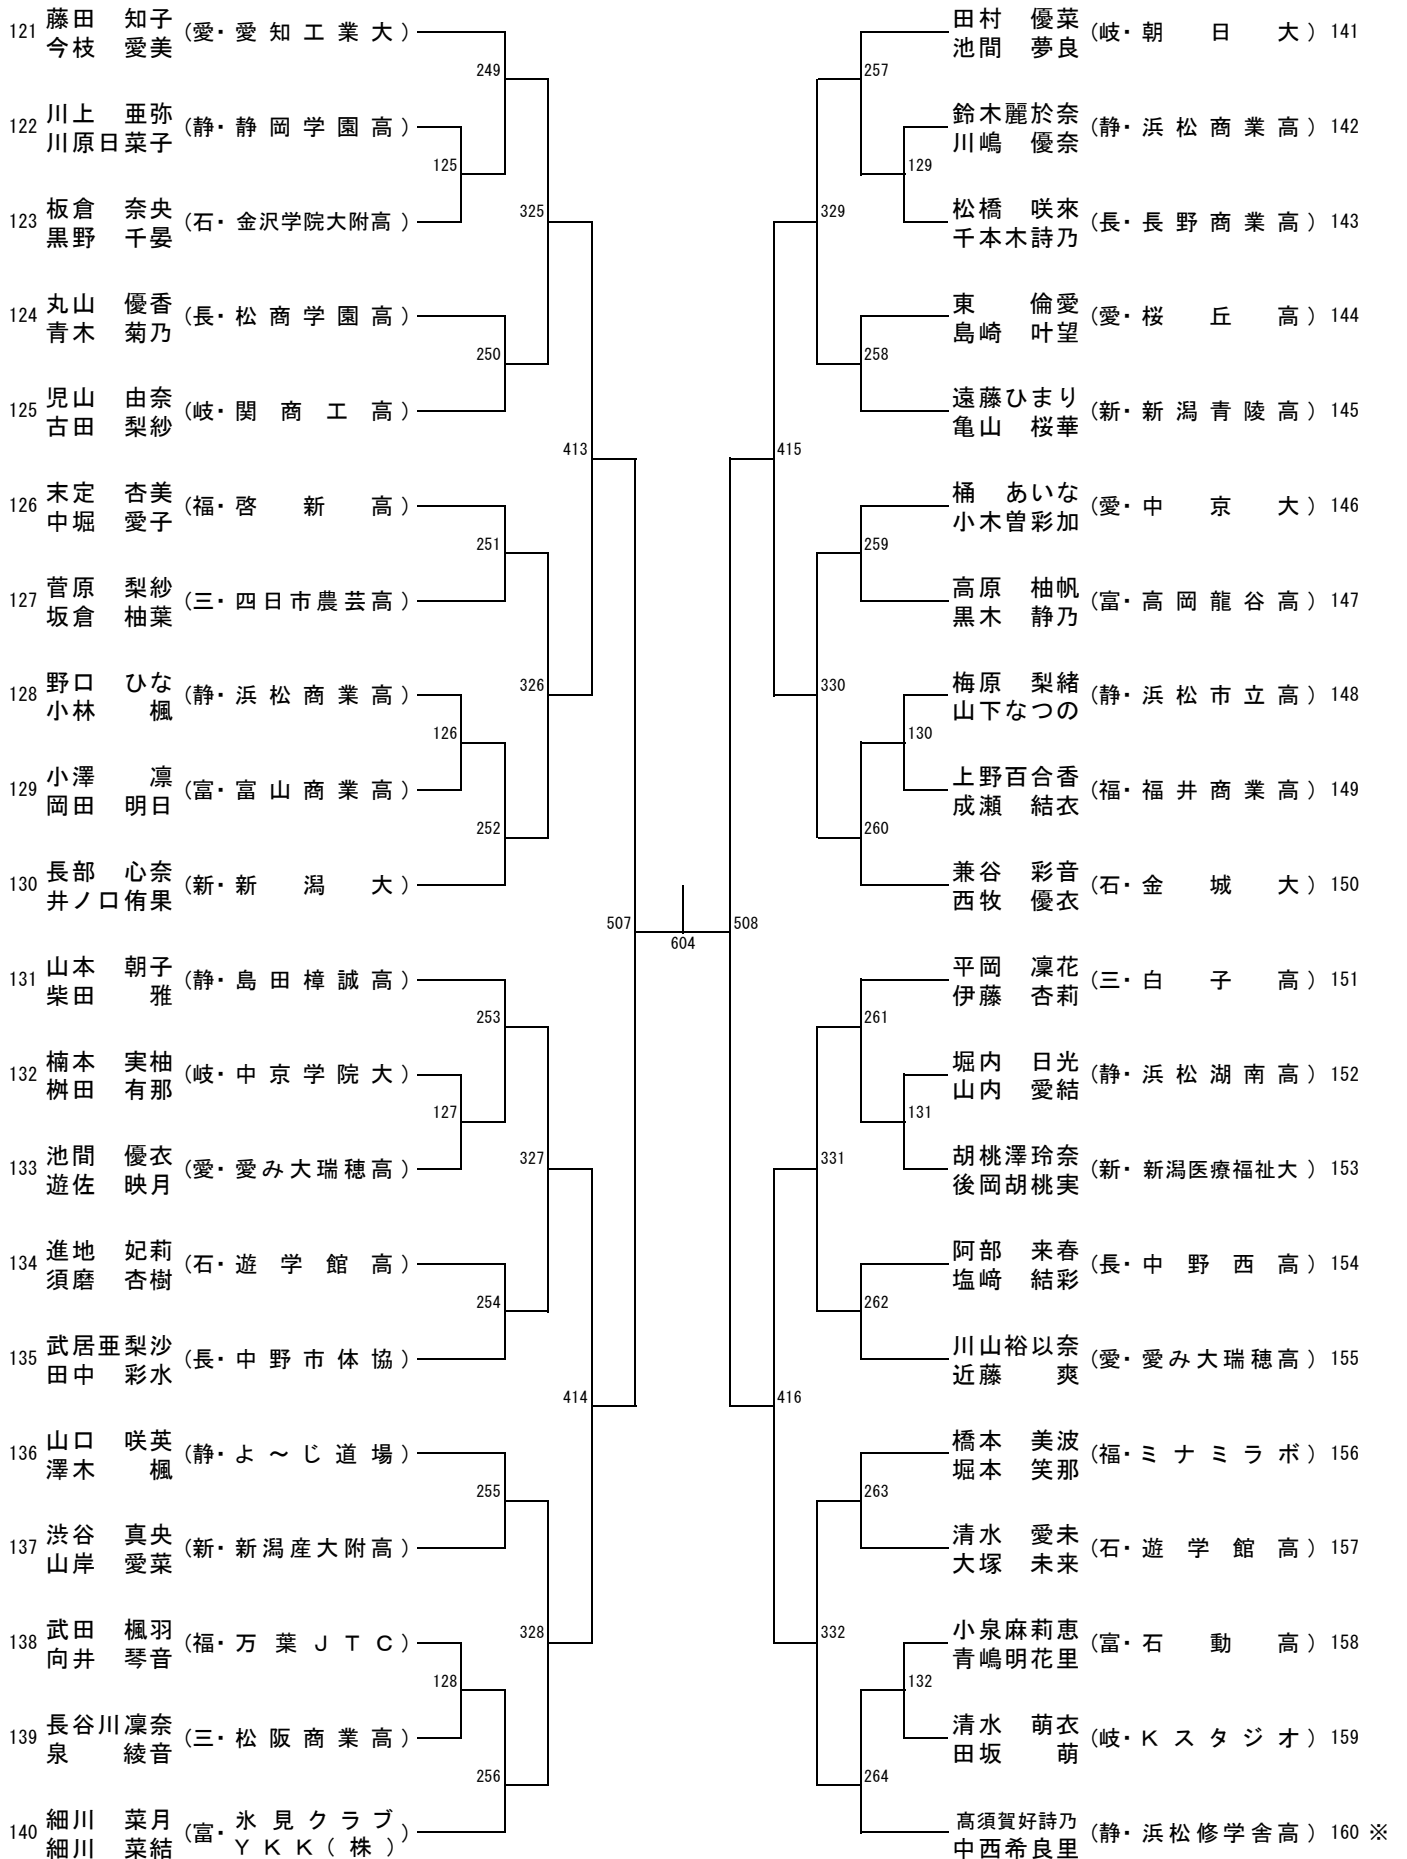 121 藤田 知子 (愛・愛知工業大)
今枝 愛美
249
122 川上 亜弥 (静・静岡学園高)
川原日菜子
125
123 板倉 奈央 (石・金沢学院大附高)
黒野 千晏
325
124 丸山 優香 (長・松商学園高)
青木 菊乃
250
125 児山 由奈 (岐・関商工高)
古田 梨紗
413
126 末定 杏美 (福・啓新高)
中堀 愛子
251
127 菅原 梨紗 (三・四日市農芸高)
坂倉 柚葉
326
128 野口 ひな (静・浜松商業高)
小林 楓
126
129 小澤 凛 (富・富山商業高)
岡田 明日
252
130 長部 心奈 (新・新潟大)
井ノ口侑果
507
604
131 山本 朝子 (静・島田樟誠高)
柴田 雅
253
132 楠本 実柚 (岐・中京学院大)
桝田 有那
127
133 池間 優衣 (愛・愛み大瑞穂高)
遊佐 映月
327
134 進地 妃莉 (石・遊学館高)
須磨 杏樹
254
135 武居亜梨沙 (長・中野市体協)
田中 彩水
414
136 山口 咲英 (静・よ～じ道場)
澤木 楓
255
137 渋谷 真央 (新・新潟産大附高)
山岸 愛菜
328
138 武田 楓羽 (福・万葉JTC)
向井 琴音
128
139 長谷川凜奈 (三・松阪商業高)
泉 綾音
256
140 細川 菜月 (富・氷見クラブ
細川 菜結 YKK(株))
田村 優菜 (岐・朝日大) 141
池間 夢良
257
鈴木麗於奈 (静・浜松商業高) 142
川嶋 優奈
129
松橋 咲來 (長・長野商業高) 143
千本木詩乃
329
東 倫愛 (愛・桜丘高) 144
島崎 叶望
258
遠藤ひまり (新・新潟青陵高) 145
亀山 桜華
415
桶 あいな (愛・中京大) 146
小木曽彩加
259
高原 柚帆 (富・高岡龍谷高) 147
黒木 静乃
330
梅原 梨緒 (静・浜松市立高) 148
山下なつの
130
上野百合香 (福・福井商業高) 149
成瀬 結衣
260
兼谷 彩音 (石・金城大) 150
西牧 優衣
508
平岡 凜花 (三・白子高) 151
伊藤 杏莉
261
堀内 日光 (静・浜松湖南高) 152
山内 愛結
131
胡桃澤玲奈 (新・新潟医療福祉大) 153
後岡胡桃実
331
阿部 来春 (長・中野西高) 154
塩﨑 結彩
262
川山裕以奈 (愛・愛み大瑞穂高) 155
近藤 爽
416
橋本 美波 (福・ミナミラボ) 156
堀本 笑那
263
清水 愛未 (石・遊学館高) 157
大塚 未来
332
小泉麻莉恵 (富・石動高) 158
青嶋明花里
132
清水 萌衣 (岐・Kスタジオ) 159
田坂 萌
264
髙須賀好詩乃 (静・浜松修学舎高) 160 ※
中西希良里